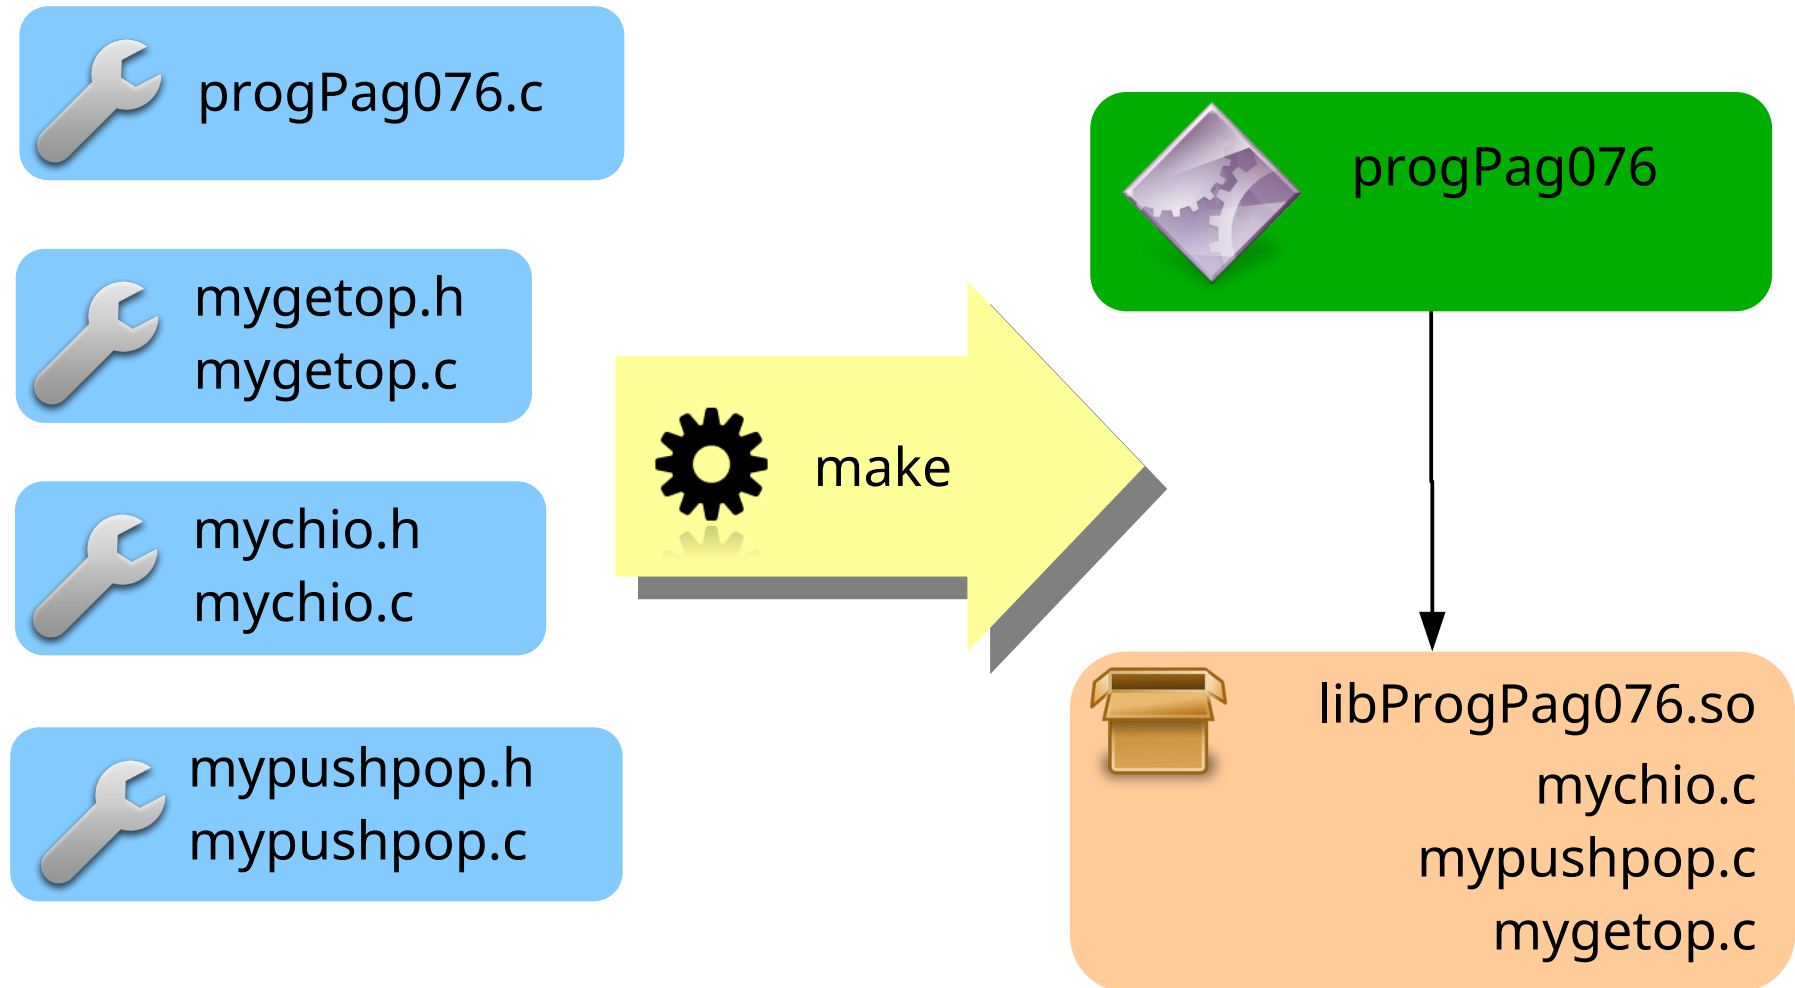 progPag076.c
mygetop.h
mygetop.c
mychio.h
mychio.c
mypushpop.h
mypushpop.c
make
progPag076
libProgPag076.so
mychio.c
mypushpop.c
mygetop.c